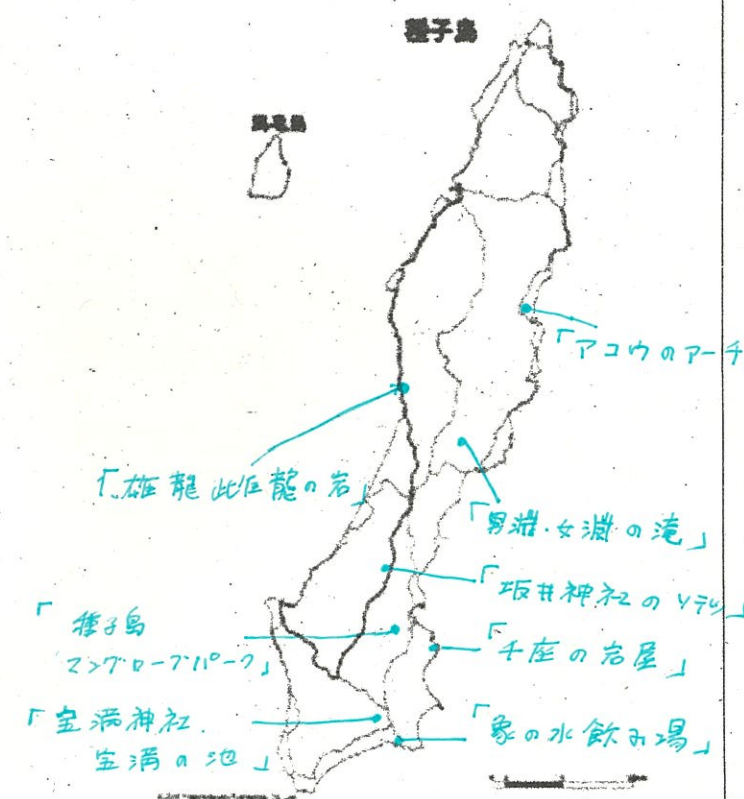 種子島
馬毛島
「アコウのアーチ
「雄龍雌龍の岩」
「男淵・女淵の滝」
「坂井神社のソテツ」
「種子島
マングローブパーク」
「千座の岩屋」
「宝満神社.
宝満の池」
「象の水飲み場」